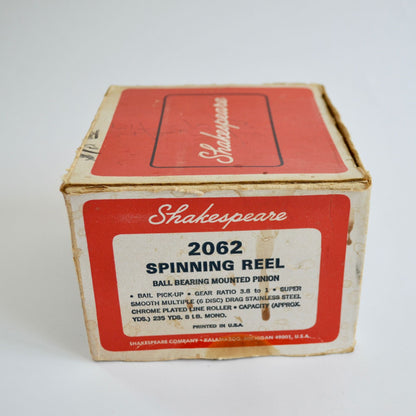 Shakespeare
Shakespeare
2062
SPINNING REEL
BALL BEARING MOUNTED PINION
• BAIL PICK-UP • GEAR RATIO 3.8 to 1 • SUPER
SMOOTH MULTIPLE (6 DISC) DRAG STAINLESS STEEL
CHROME PLATED LINE ROLLER • CAPACITY (APPROX.
YDS.) 235 YDS. 8 LB. MONO.
PRINTED IN U.S.A.
SHAKESPEARE COMPANY • KALAMAZOO, MICHIGAN 49001, U.S.A.